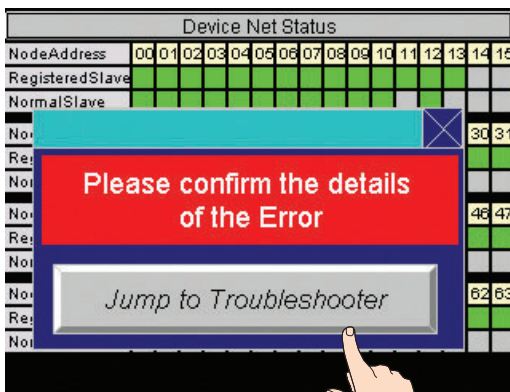 Device Net Status
NodeAddress 00 01 02 03 04 05 06 07 08 09 10 11 12 13 14 15
RegisteredSlave
NormalSlave
30 31
Please confirm the details
of the Error
46 47
Jump to Troubleshooter
62 63